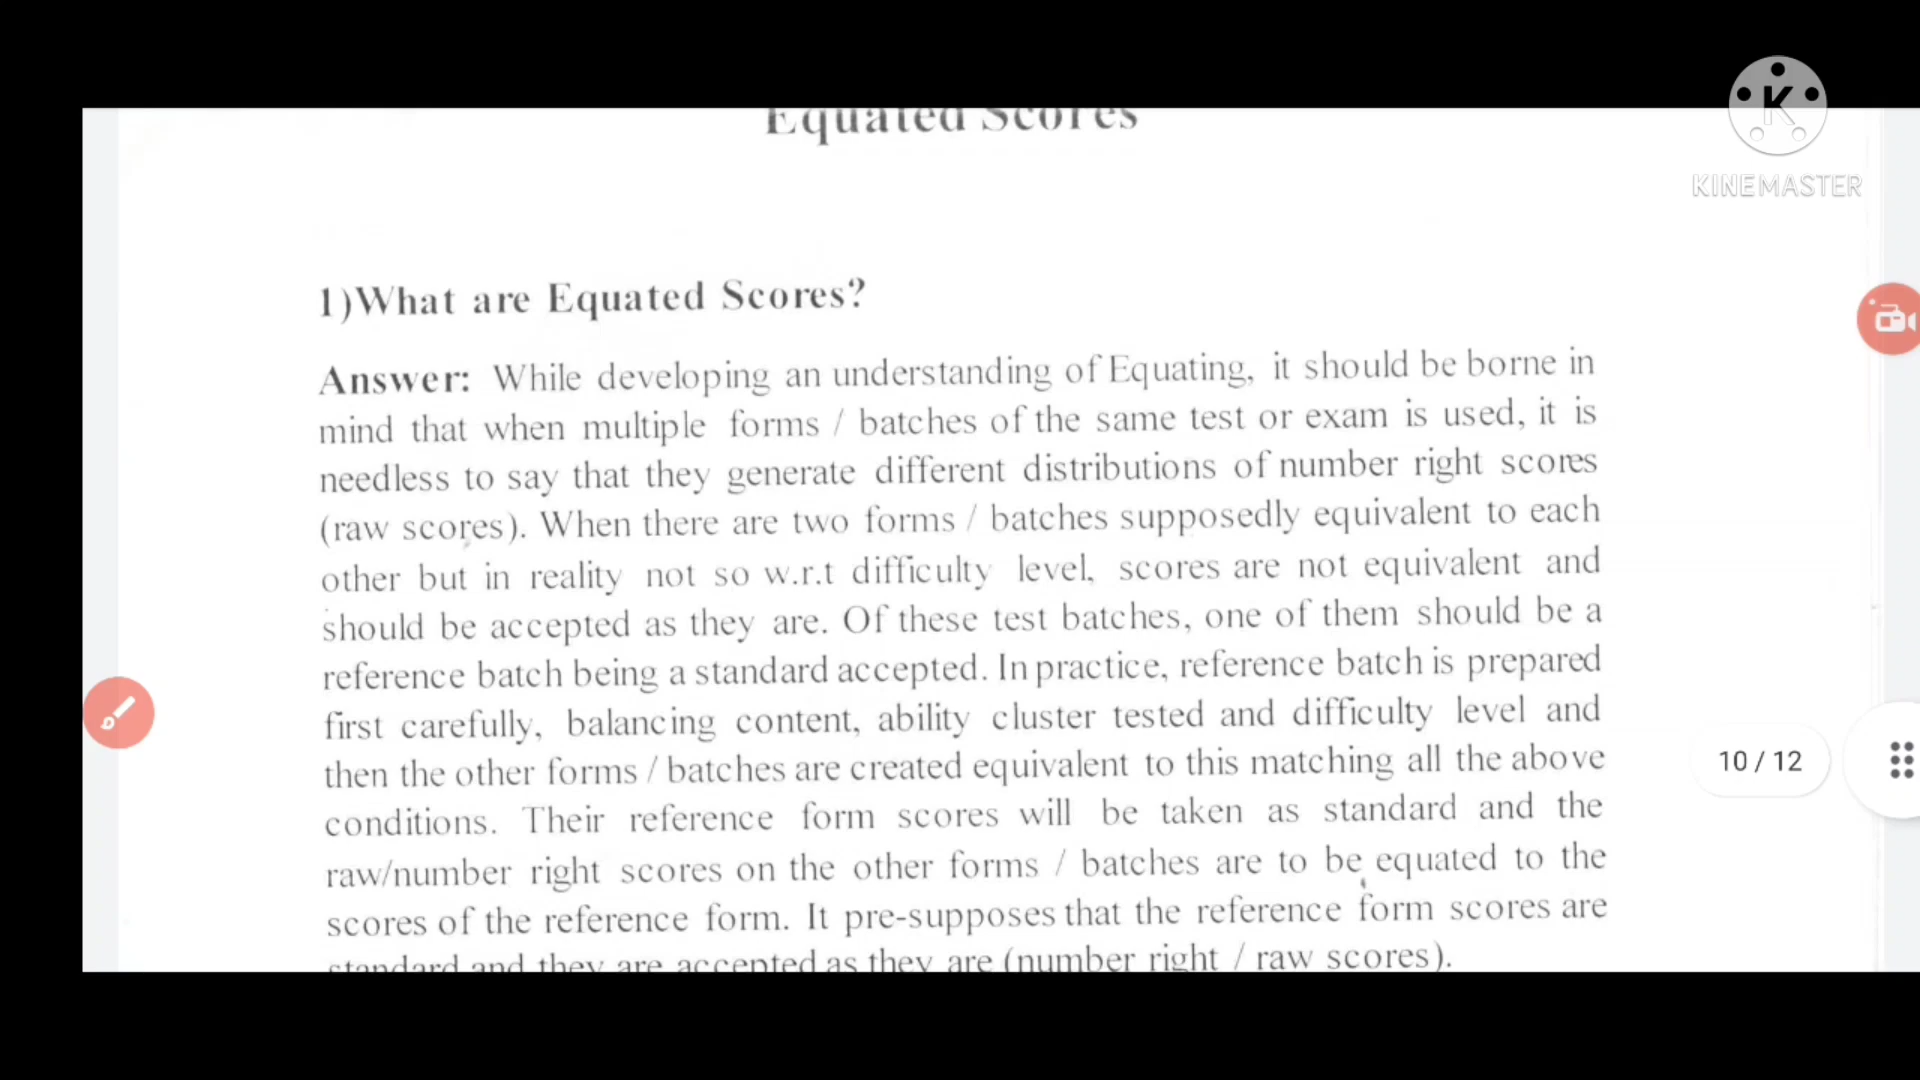 Equated Scores
K
KINEMASTER
1)What are Equated Scores?
Answer: While developing an understanding of Equating, it should be borne in
mind that when multiple forms / batches of the same test or exam is used, it is
needless to say that they generate different distributions of number right scores
(raw scores). When there are two forms / batches supposedly equivalent to each
other but in reality not so w.r.t difficulty level, scores are not equivalent and
should be accepted as they are. Of these test batches, one of them should be a
reference batch being a standard accepted. In practice, reference batch is prepared
first carefully, balancing content, ability cluster tested and difficulty level and
then the other forms / batches are created equivalent to this matching all the above
conditions. Their reference form scores will be taken as standard and the
raw/number right scores on the other forms / batches are to be equated to the
scores of the reference form. It pre-supposes that the reference form scores are
standard and they are accepted as they are (number right / raw scores).
10 / 12